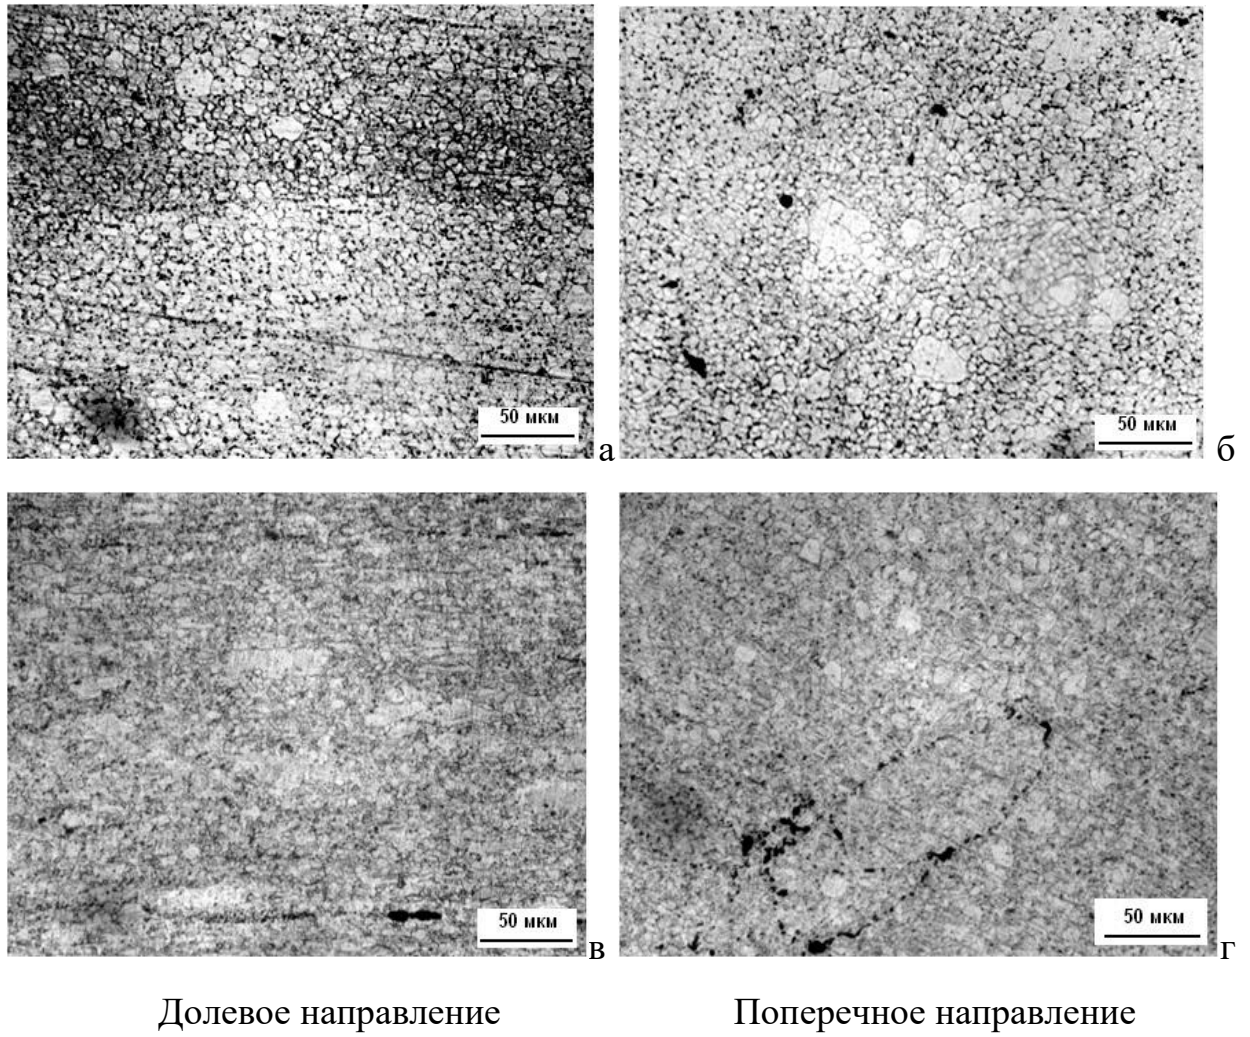 50 мкм
а
50 мкм
б
50 мкм
в
50 мкм
г
Долевое направление
Поперечное направление